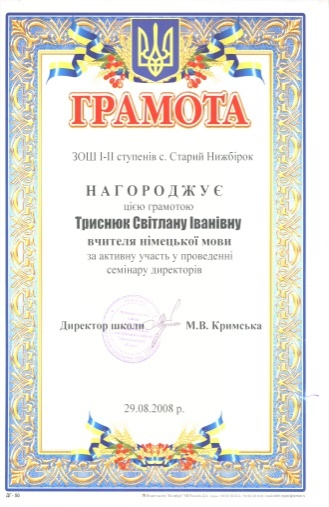 ГРАМОТА
ЗОШ І-ІІ ступенів с. Старий Нижбірок
НАГОРОДЖУЄ
цією грамотою
Триснюк Світлану Іванівну
вчителя німецької мови
за активну участь у проведенні
семінару директорів
Директор школи М.В. Кримська
29.08.2008 р.
ДГ- 50